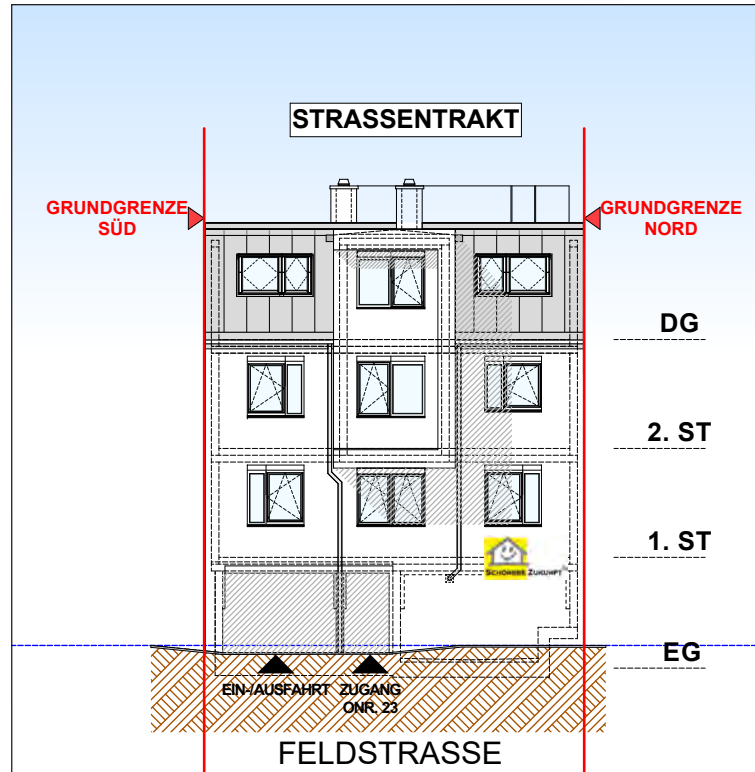 STRASSENTRAKT
GRUNDGRENZE
SÜD
GRUNDGRENZE
NORD
DG
2. ST
1. ST
SCHÖNERE ZUKUNFT
EG
EIN-/AUSFAHRT
ZUGANG
ONR. 23
FELDSTRASSE